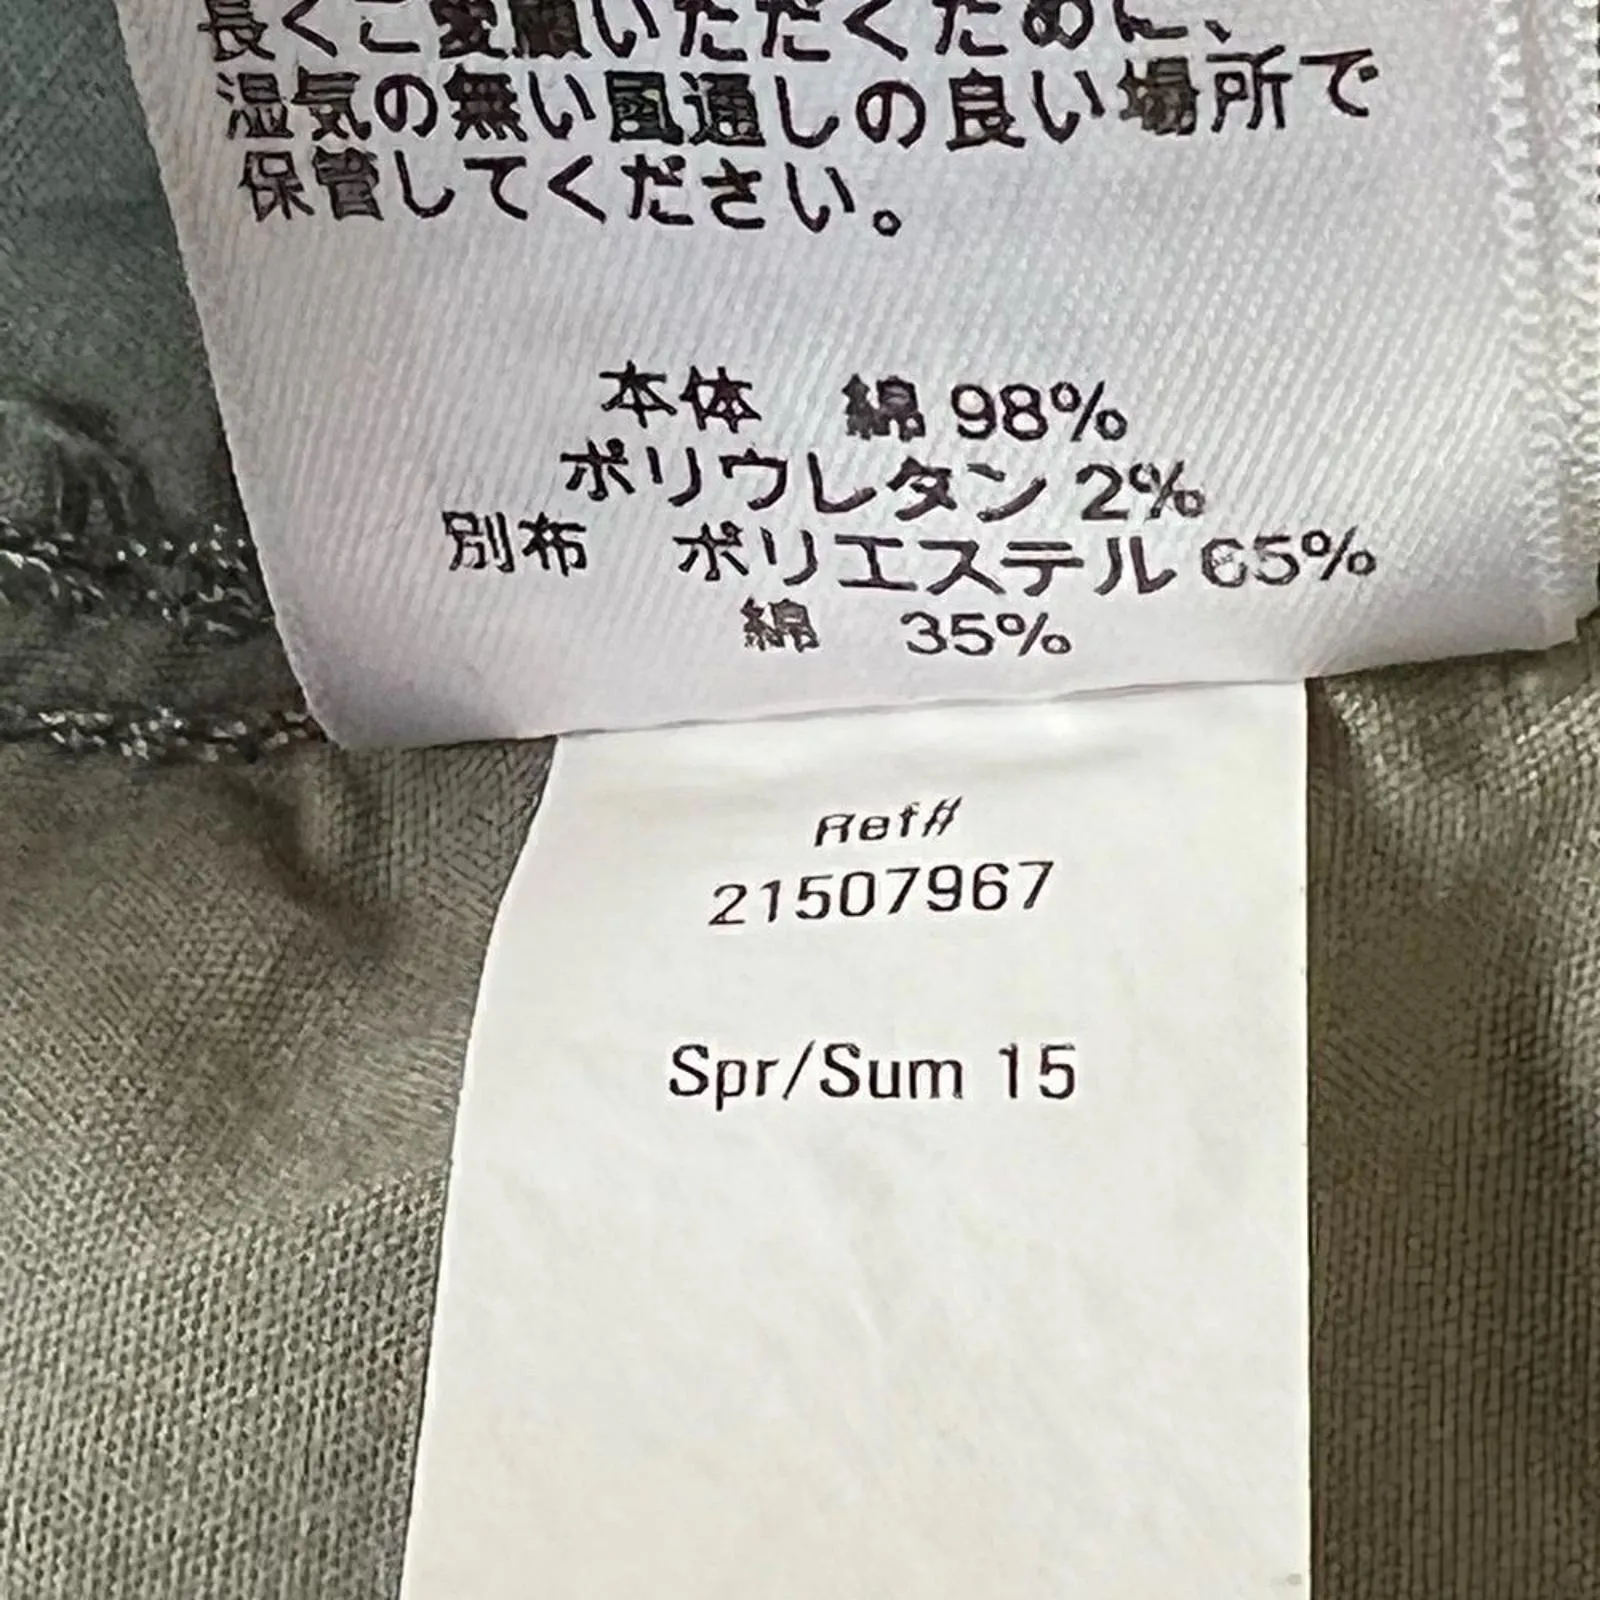 長くご愛顧いただくために、
湿気の無い風通しの良い場所で
保管してください。
本体　綿 98%
ポリウレタン 2%
別布　ポリエステル 65%
綿　35%
Ref#
21507967
Spr/Sum 15